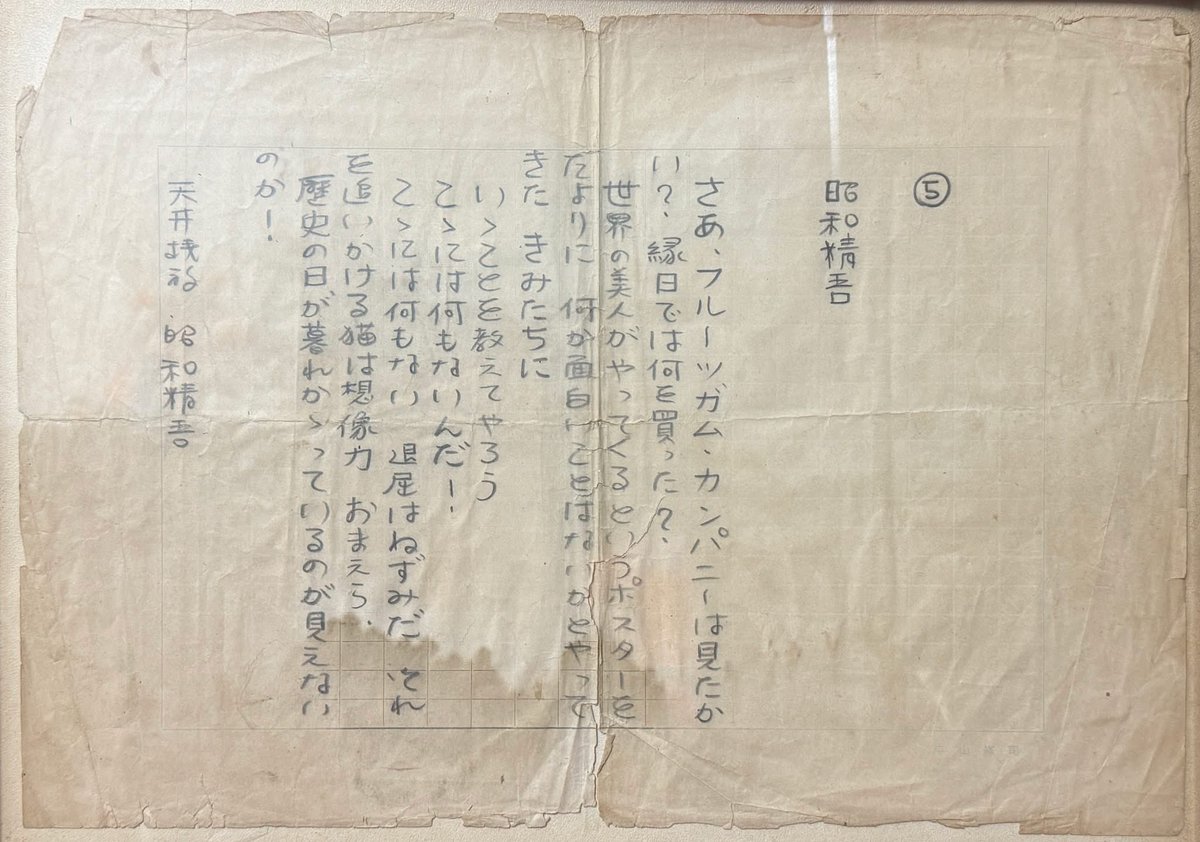 ⑤
昭和精吾
さあ、フルーツガム・カンパニーは見たか
い?、縁日では何を買った?、
世界の美人がやってくるというポスターを
たよりに 何か面白いことはないかとやって
きた きみたちに
いゝことを教えてやろう
こゝには何もないんだー!
こゝには何もない 退屈はねずみだ それ
を追いかける猫は想像力 おまえら、
歴史の日が暮れかゝっているのが見えない
のか!
天井桟敷 昭和精吾